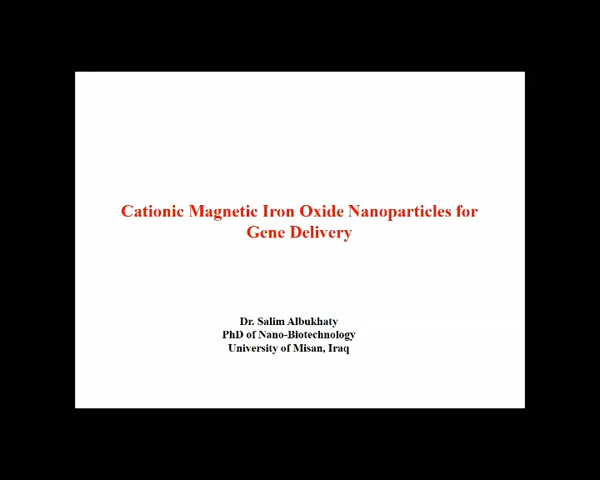 Cationic Magnetic Iron Oxide Nanoparticles for
Gene Delivery
Dr. Salim Albukhaty
PhD of Nano-Biotechnology
University of Misan, Iraq